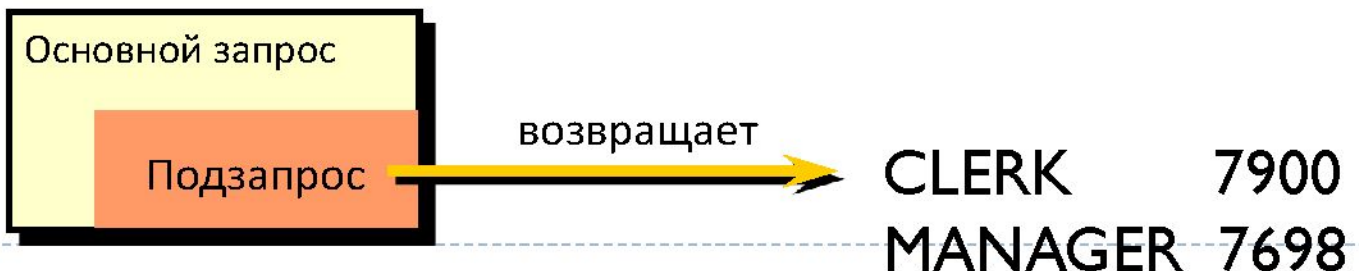 Основной запрос
Подзапрос
возвращает
CLERK 7900
MANAGER 7698